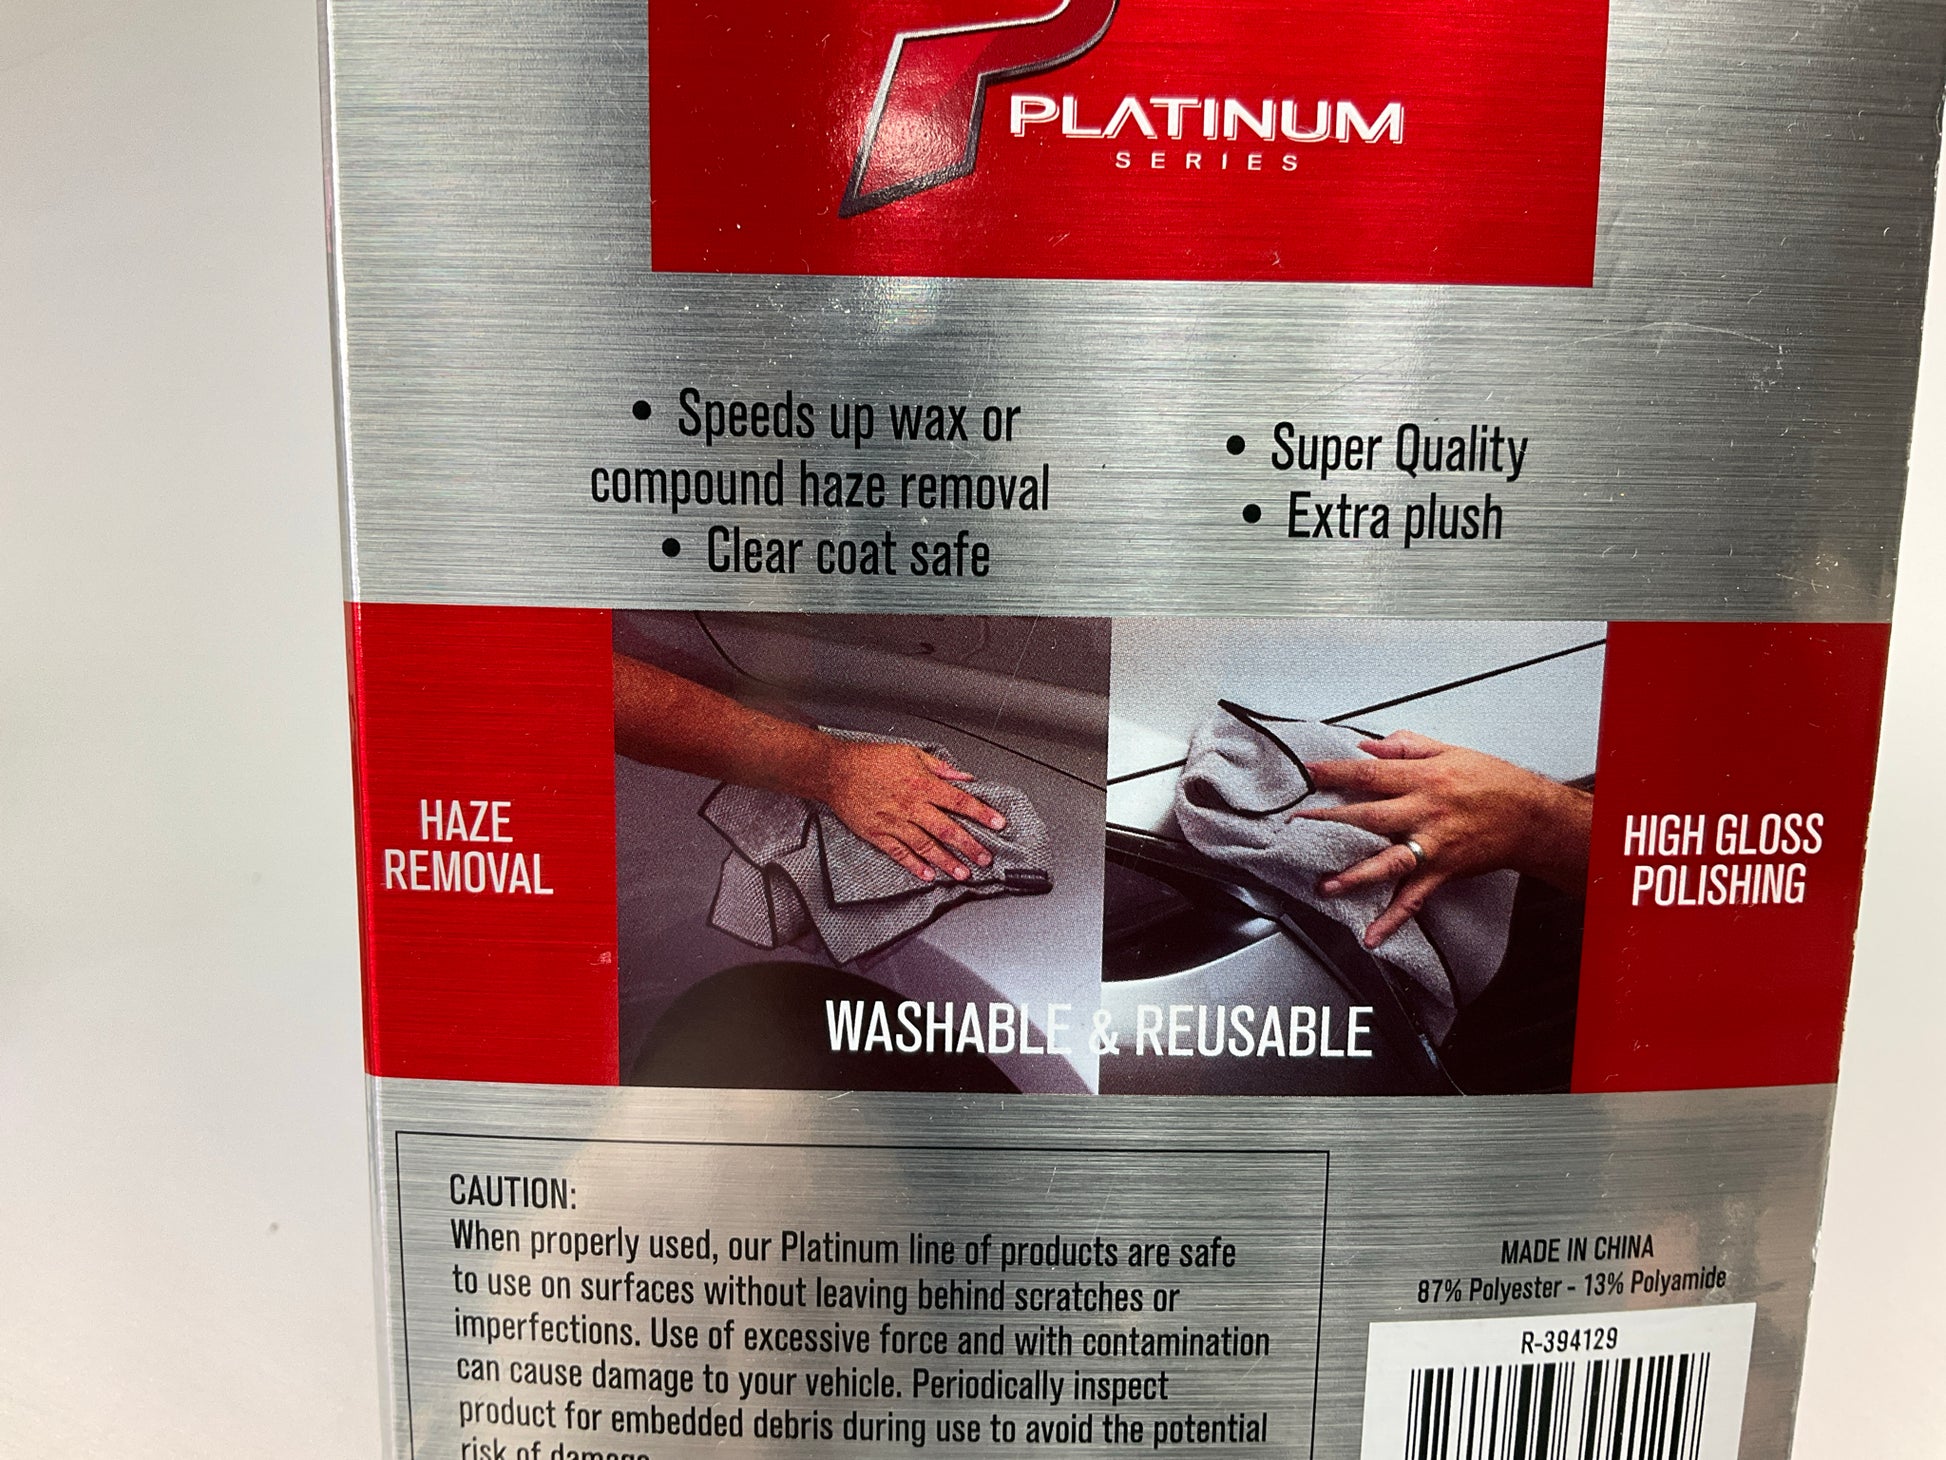 PLATINUM
SERIES
• Speeds up wax or
compound haze removal
• Clear coat safe
• Super Quality
• Extra plush
HAZE
REMOVAL
HIGH GLOSS
POLISHING
WASHABLE & REUSABLE
CAUTION:
When properly used, our Platinum line of products are safe
to use on surfaces without leaving behind scratches or
imperfections. Use of excessive force and with contamination
can cause damage to your vehicle. Periodically inspect
product for embedded debris during use to avoid the potential
risk of damage
MADE IN CHINA
87% Polyester - 13% Polyamide
R-394129